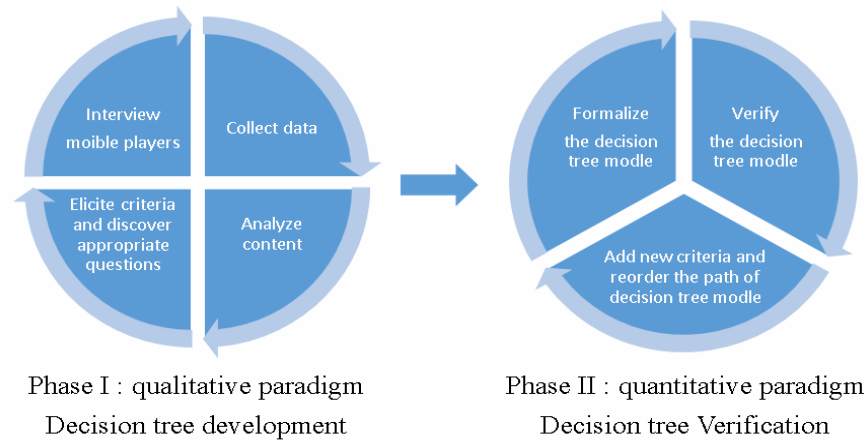 Interview
moible players
Collect data
Elicite criteria
and discover
appropriate
questions
Analyze
content
Phase I : qualitative paradigm
Decision tree development
Formalize
the decision
tree modle
Verify
the decision
tree modle
Add new criteria and
reorder the path of
decision tree modle
Phase II : quantitative paradigm
Decision tree Verification